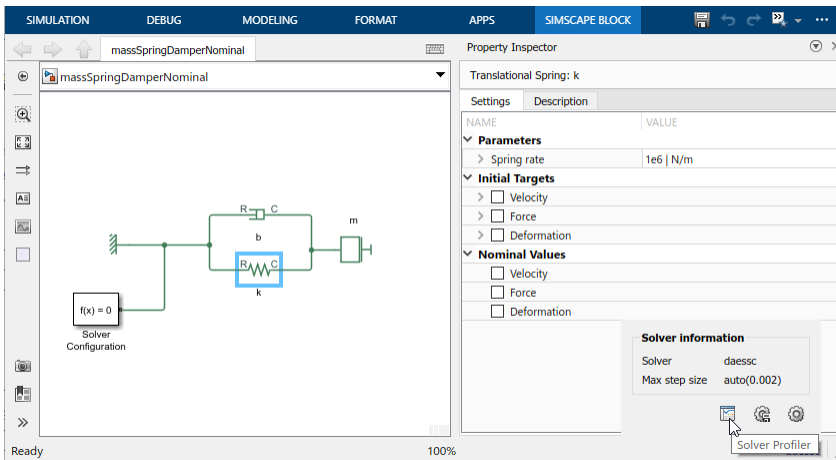 SIMULATION DEBUG MODELING FORMAT APPS SIMSCAPE BLOCK
massSpringDamperNominal
massSpringDamperNominal
R C
b
m
R C
k
f(x) = 0
Solver
Configuration
Property Inspector
Translational Spring: k
Settings Description
NAME VALUE
Parameters
Spring rate 1e6 | N/m
Initial Targets
Velocity
Force
Deformation
Nominal Values
Velocity
Force
Deformation
Solver information
Solver daessc
Max step size auto(0.002)
Solver Profiler
Ready 100%